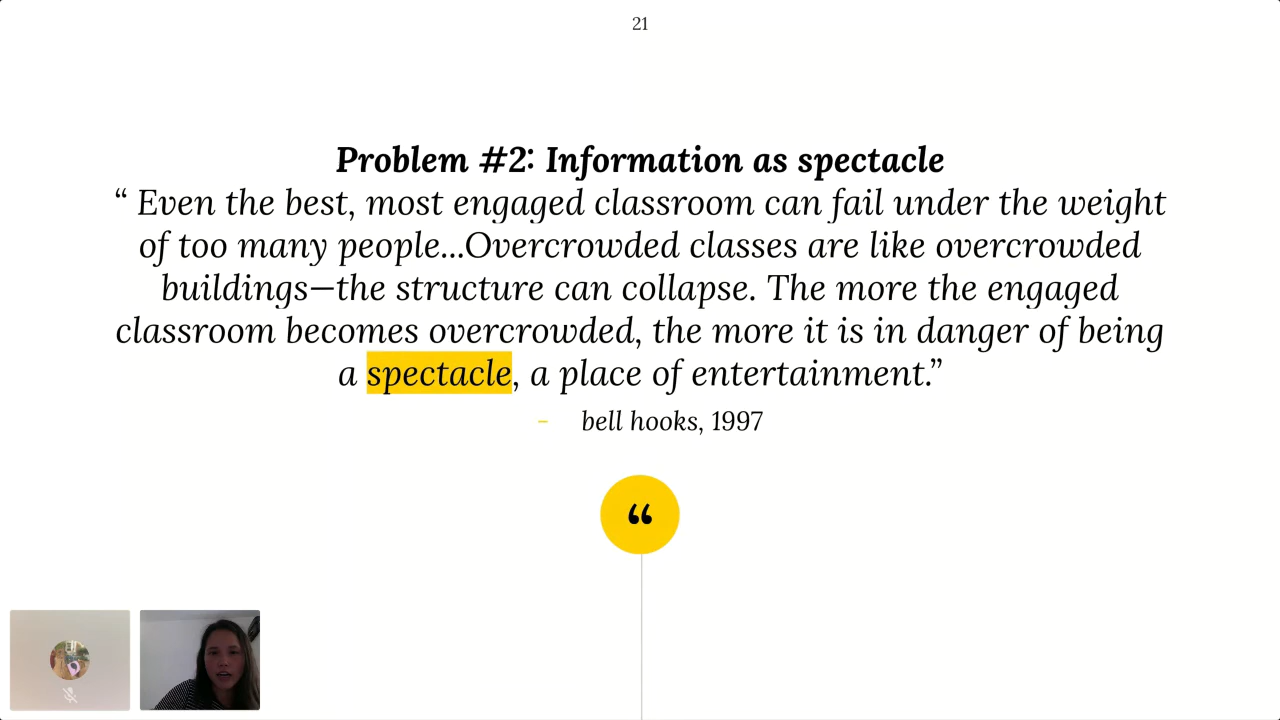 21
Problem #2: Information as spectacle
“ Even the best, most engaged classroom can fail under the weight
of too many people...Overcrowded classes are like overcrowded
buildings—the structure can collapse. The more the engaged
classroom becomes overcrowded, the more it is in danger of being
a spectacle, a place of entertainment.”
- bell hooks, 1997
“